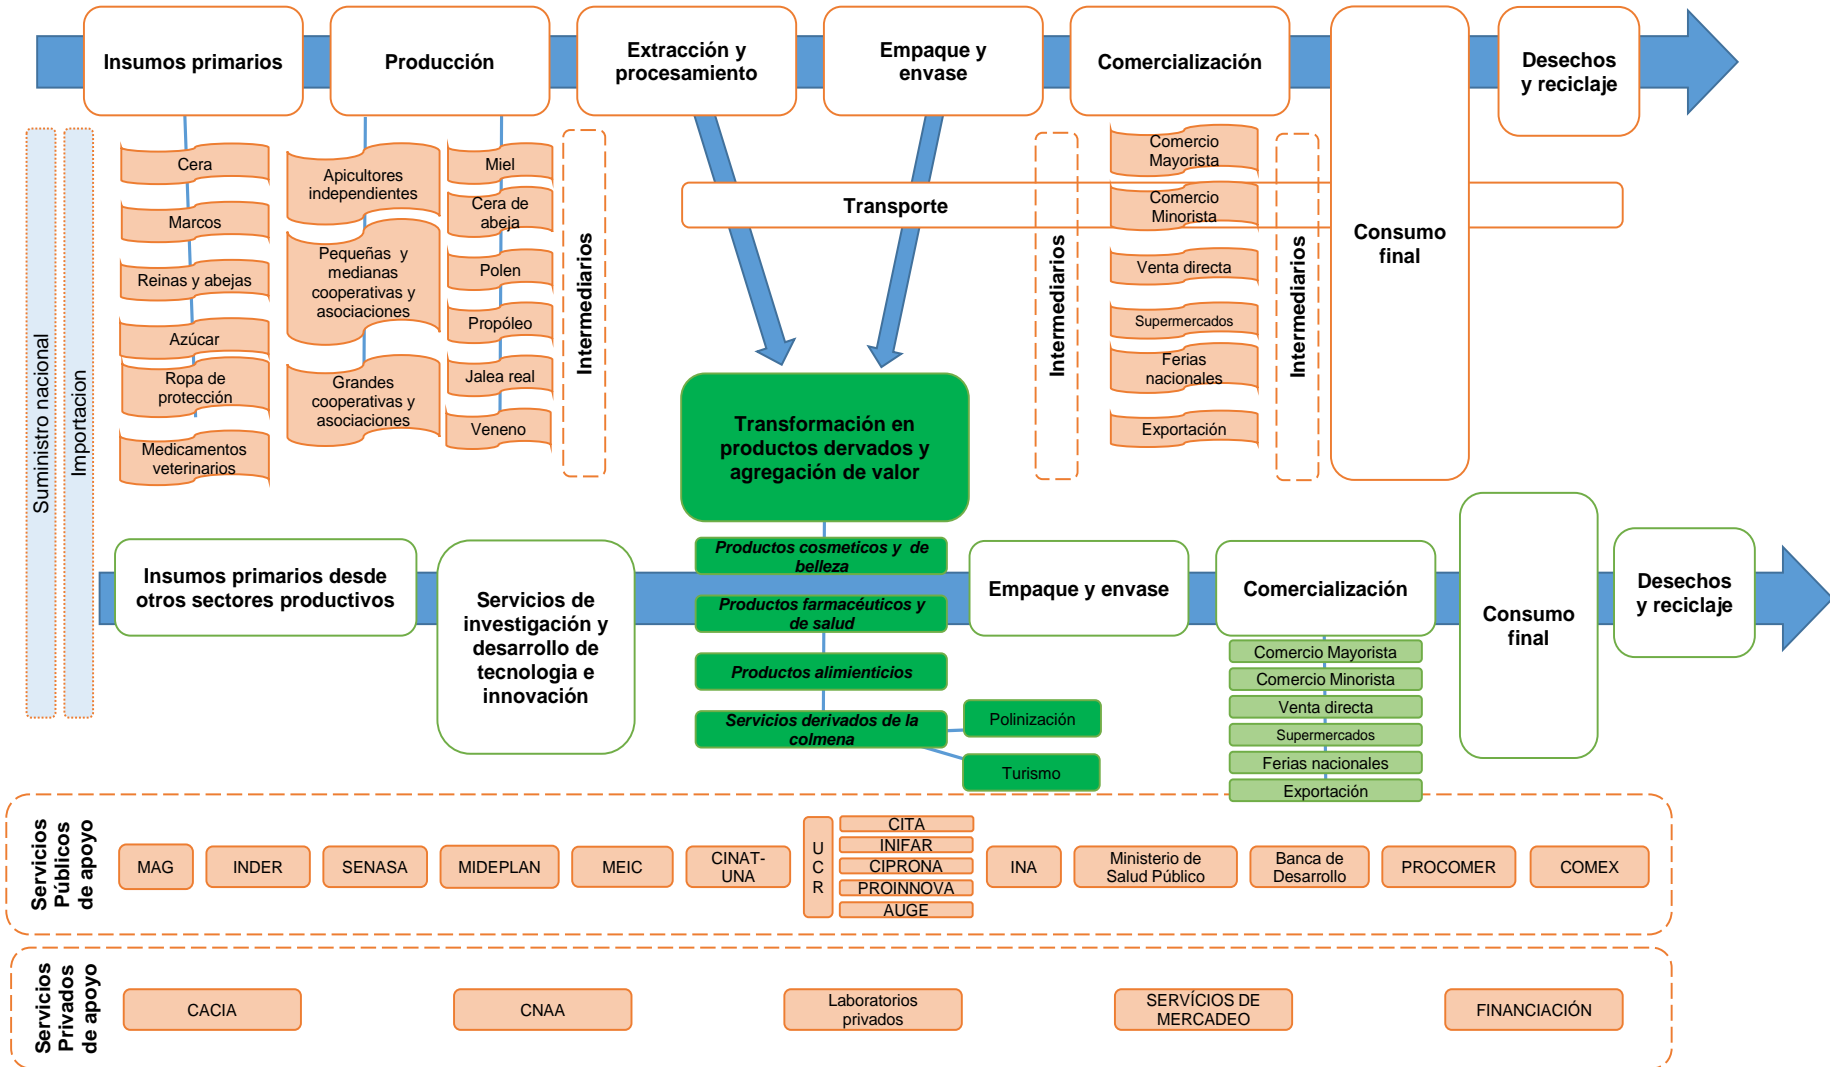 Insumos primarios
Producción
Extracción y
procesamiento
Empaque y
envase
Comercialización
Consumo
final
Desechos
y reciclaje
Suministro nacional
Importacion
Cera
Marcos
Reinas y abejas
Azúcar
Ropa de
protección
Medicamentos
veterinarios
Apicultores
independientes
Pequeñas y
medianas
cooperativas y
asociaciones
Grandes
cooperativas y
asociaciones
Miel
Cera de
abeja
Polen
Propóleo
Jalea real
Veneno
Intermediarios
Transporte
Intermediarios
Comercio
Mayorista
Comercio
Minorista
Venta directa
Supermercados
Ferias
nacionales
Exportación
Intermediarios
Transformación en
productos dervados y
agregación de valor
Insumos primarios desde
otros sectores productivos
Servicios de
investigación y
desarrollo de
tecnologia e
innovación
Productos cosmeticos y de
belleza
Productos farmacéuticos y
de salud
Productos alimienticios
Servicios derivados de la
colmena
Polinización
Turismo
Empaque y envase
Comercialización
Comercio Mayorista
Comercio Minorista
Venta directa
Supermercados
Ferias nacionales
Exportación
Consumo
final
Desechos
y reciclaje
Servicios
Públicos
de apoyo
MAG
INDER
SENASA
MIDEPLAN
MEIC
CINAT-
UNA
U
C
R
CITA
INIFAR
CIPRONA
PROINNOVA
AUGE
INA
Ministerio de
Salud Público
Banca de
Desarrollo
PROCOMER
COMEX
Servicios
Privados
de apoyo
CACIA
CNAA
Laboratorios
privados
SERVÍCIOS DE
MERCADEO
FINANCIACIÓN